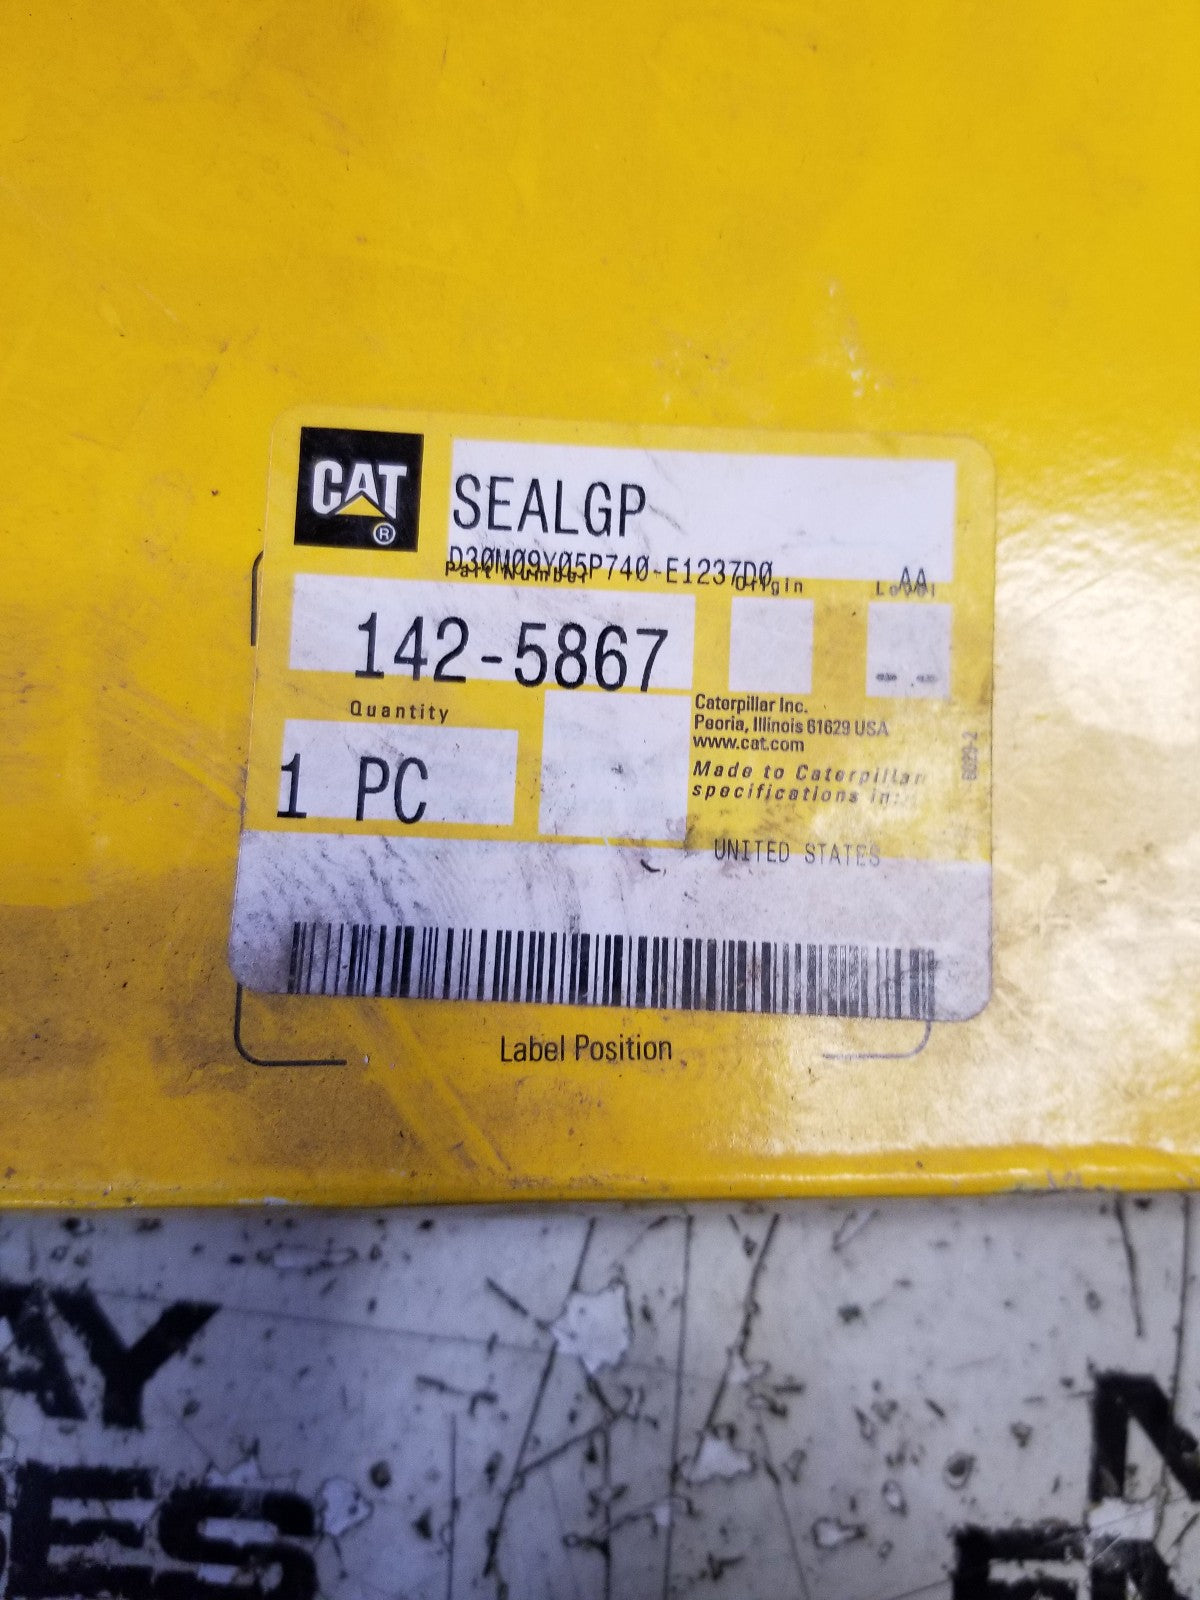 CAT
®
SEALGP
D30M09Y05P740-E1237D0 AA
Part Number Origin Level
142-5867
Quantity
1 PC
Caterpillar Inc.
Peoria, Illinois 61629 USA
www.cat.com
Made to Caterpillar
specifications in:
UNITED STATES
Label Position